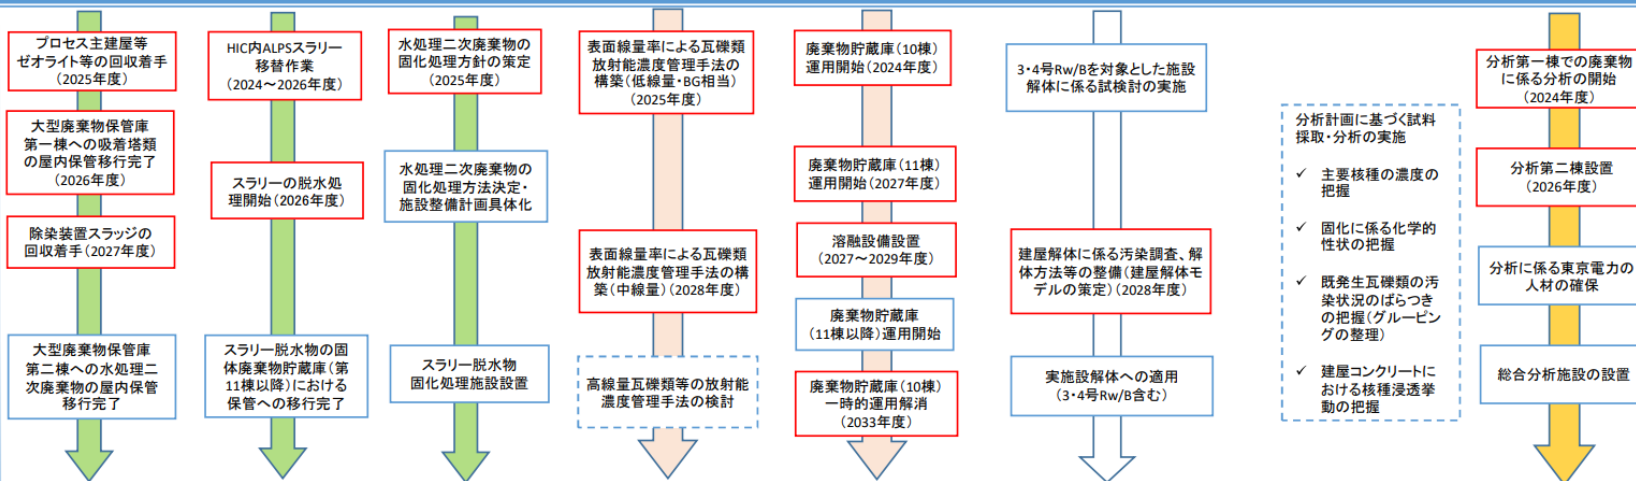 プロセス主建屋等
ゼオライト等の回収着手
（2025年度）
大型廃棄物保管庫
第一棟への吸着塔類
の屋内保管移行完了
（2026年度）
除染装置スラッジの
回収着手（2027年度）
大型廃棄物保管庫
第二棟への水処理二
次廃棄物の屋内保管
移行完了
HIC内ALPSスラリー
移替作業
（2024～2026年度）
スラリーの脱水処
理開始（2026年度）
スラリー脱水物の固
体廃棄物貯蔵庫（第
11棟以降）における
保管への移行完了
水処理二次廃棄物の
固化処理方針の策定
（2025年度）
水処理二次廃棄物の
固化処理方法決定・
施設整備計画具体化
スラリー脱水物
固化処理施設設置
表面線量率による瓦礫類
放射能濃度管理手法の
構築（低線量・BG相当）
（2025年度）
表面線量率による瓦礫類
放射能濃度管理手法の構
築（中線量）（2028年度）
高線量瓦礫類等の放射能
濃度管理手法の検討
廃棄物貯蔵庫（10棟）
運用開始（2024年度）
廃棄物貯蔵庫（11棟）
運用開始（2027年度）
溶融設備設置
（2027～2029年度）
廃棄物貯蔵庫
（11棟以降）運用開始
廃棄物貯蔵庫（10棟）
一時的運用解消
（2033年度）
3・4号Rw/Bを対象とした施設
解体に係る試検討の実施
建屋解体に係る汚染調査、解
体方法等の整備（建屋解体モ
デルの策定）（2028年度）
実施設解体への適用
（3・4号Rw/B含む）
分析計画に基づく試料
採取・分析の実施
✓ 主要核種の濃度の
把握
✓ 固化に係る化学的
性状の把握
✓ 既発生瓦礫類の汚
染状況のばらつき
の把握（グルーピン
グの整理）
✓ 建屋コンクリートに
おける核種浸透挙
動の把握
分析第一棟での廃棄物
に係る分析の開始
（2024年度）
分析第二棟設置
（2026年度）
分析に係る東京電力の
人材の確保
総合分析施設の設置